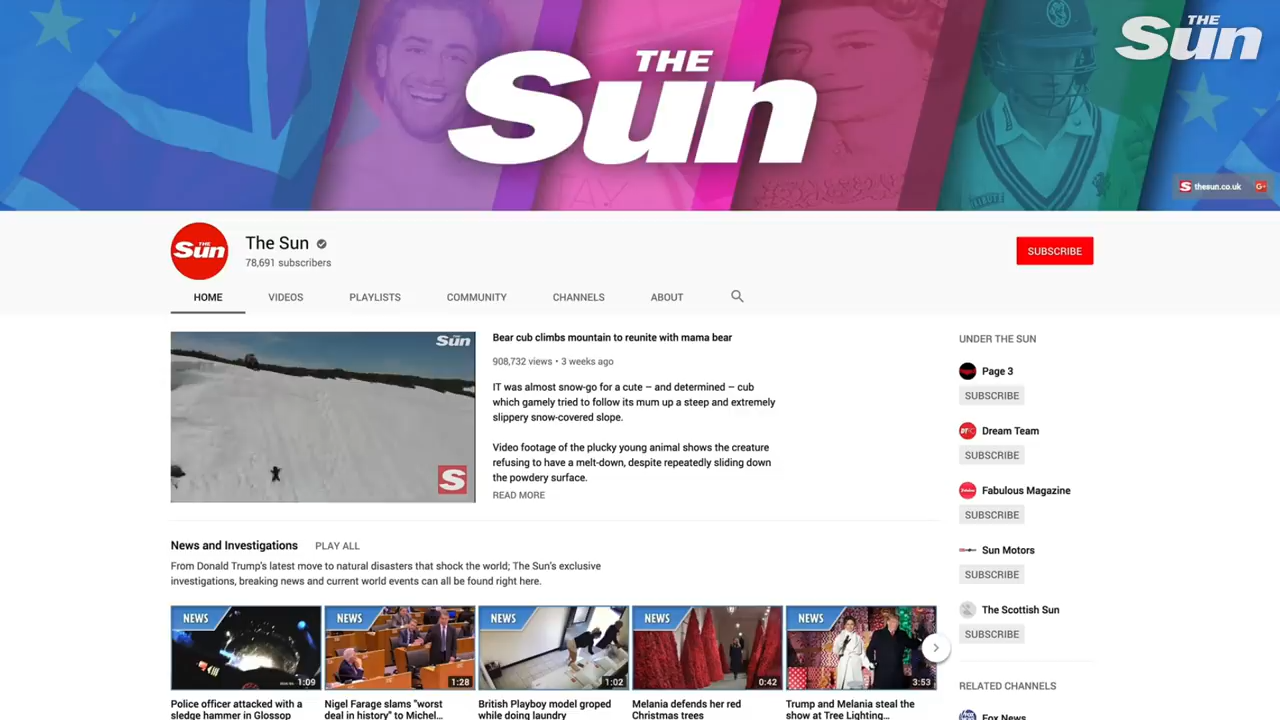 THE
Sun
THE
Sun
thesun.co.uk
G+
THE
Sun
The Sun
78,691 subscribers
SUBSCRIBE
HOME VIDEOS PLAYLISTS COMMUNITY CHANNELS ABOUT
THE
Sun
S
Bear cub climbs mountain to reunite with mama bear
908,732 views • 3 weeks ago
IT was almost snow-go for a cute – and determined – cub
which gamely tried to follow its mum up a steep and extremely
slippery snow-covered slope.
Video footage of the plucky young animal shows the creature
refusing to have a melt-down, despite repeatedly sliding down
the powdery surface.
READ MORE
UNDER THE SUN
Page 3
SUBSCRIBE
Dream Team
SUBSCRIBE
Fabulous Magazine
SUBSCRIBE
Sun Motors
SUBSCRIBE
The Scottish Sun
SUBSCRIBE
RELATED CHANNELS
Fox News
News and Investigations PLAY ALL
From Donald Trump's latest move to natural disasters that shock the world; The Sun's exclusive
investigations, breaking news and current world events can all be found right here.
NEWS NEWS NEWS NEWS NEWS
1:09 1:28 1:02 0:42 3:53
Police officer attacked with a
sledge hammer in Glossop
Nigel Farage slams "worst
deal in history" to Michel...
British Playboy model groped
while doing laundry
Melania defends her red
Christmas trees
Trump and Melania steal the
show at Tree Lighting...